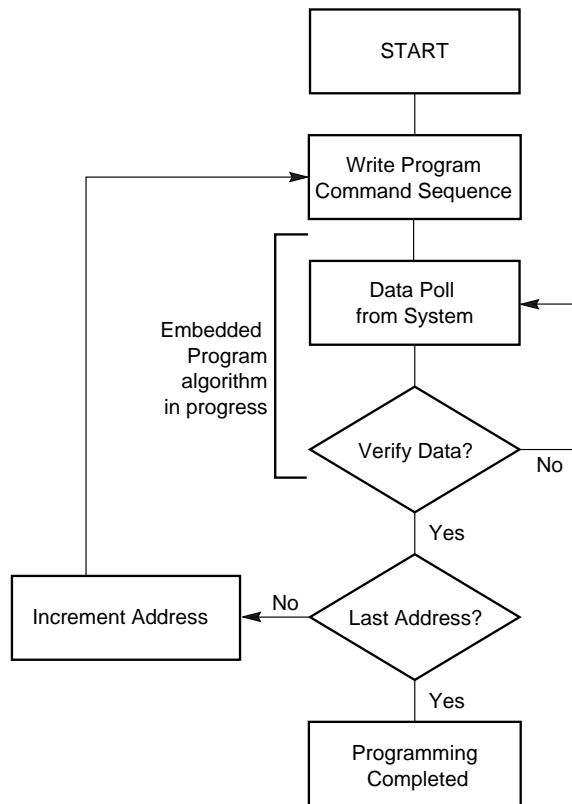 START
Write Program
Command Sequence
Data Poll
from System
Embedded
Program
algorithm
in progress
Verify Data?
No
Yes
Increment Address
No
Last Address?
Yes
Programming
Completed